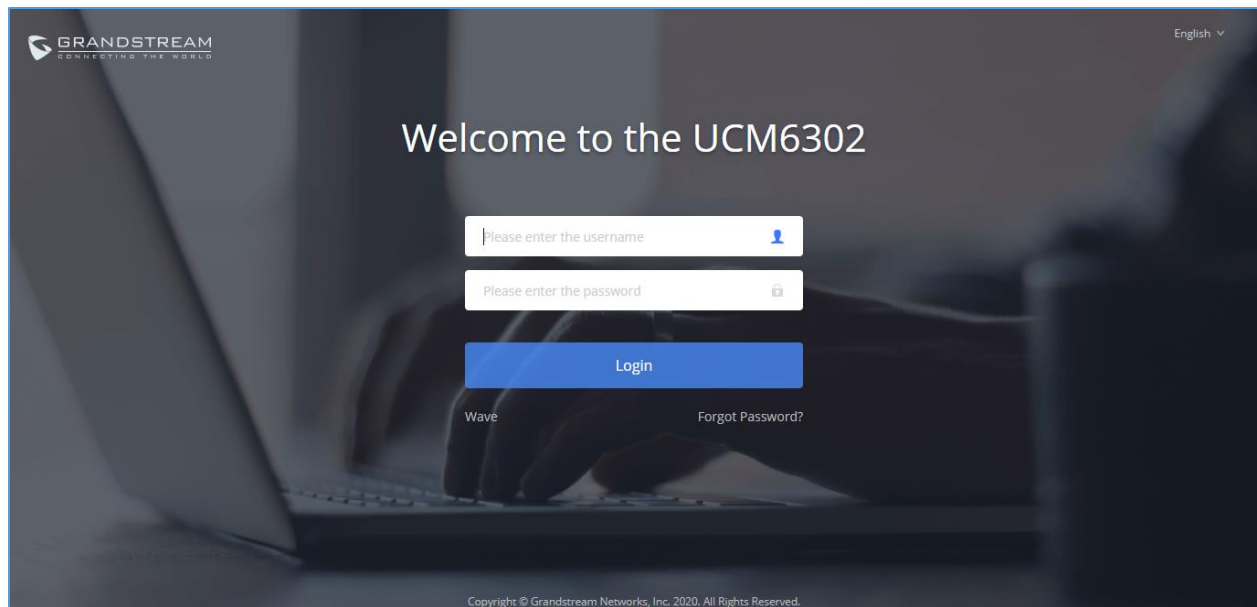 GRANDSTREAM
CONNECTING THE WORLD
English
Welcome to the UCM6302
Please enter the username
Please enter the password
Login
Wave
Forgot Password?
Copyright © Grandstream Networks, Inc. 2020. All Rights Reserved.